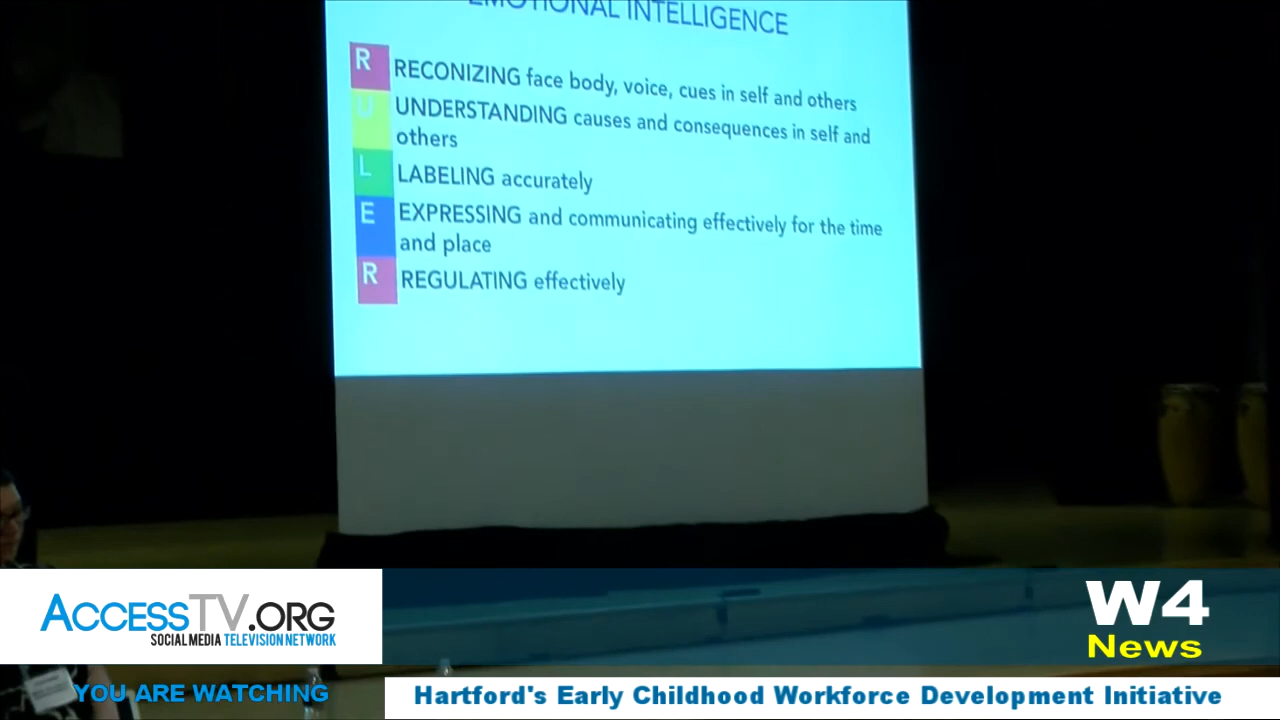 EMOTIONAL INTELLIGENCE
R RECONIZING face body, voice, cues in self and others
U UNDERSTANDING causes and consequences in self and
others
L LABELING accurately
E EXPRESSING and communicating effectively for the time
and place
R REGULATING effectively
ACCESSTV.ORG
SOCIAL MEDIA TELEVISION NETWORK
W4
News
YOU ARE WATCHING
Hartford's Early Childhood Workforce Development Initiative